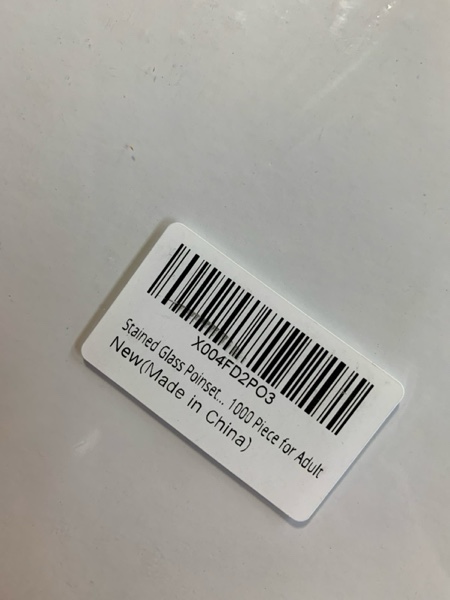 X004FD2PO3
Stained Glass Poinset... 1000 Piece for Adult
New(Made in China)